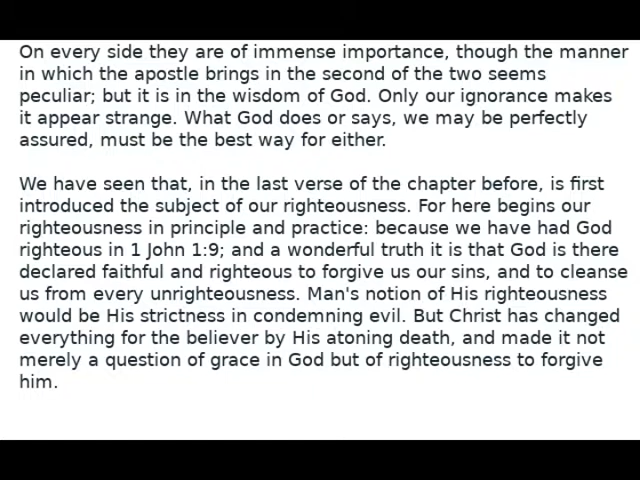 On every side they are of immense importance, though the manner
in which the apostle brings in the second of the two seems
peculiar; but it is in the wisdom of God. Only our ignorance makes
it appear strange. What God does or says, we may be perfectly
assured, must be the best way for either.
We have seen that, in the last verse of the chapter before, is first
introduced the subject of our righteousness. For here begins our
righteousness in principle and practice: because we have had God
righteous in 1 John 1:9; and a wonderful truth it is that God is there
declared faithful and righteous to forgive us our sins, and to cleanse
us from every unrighteousness. Man's notion of His righteousness
would be His strictness in condemning evil. But Christ has changed
everything for the believer by His atoning death, and made it not
merely a question of grace in God but of righteousness to forgive
him.